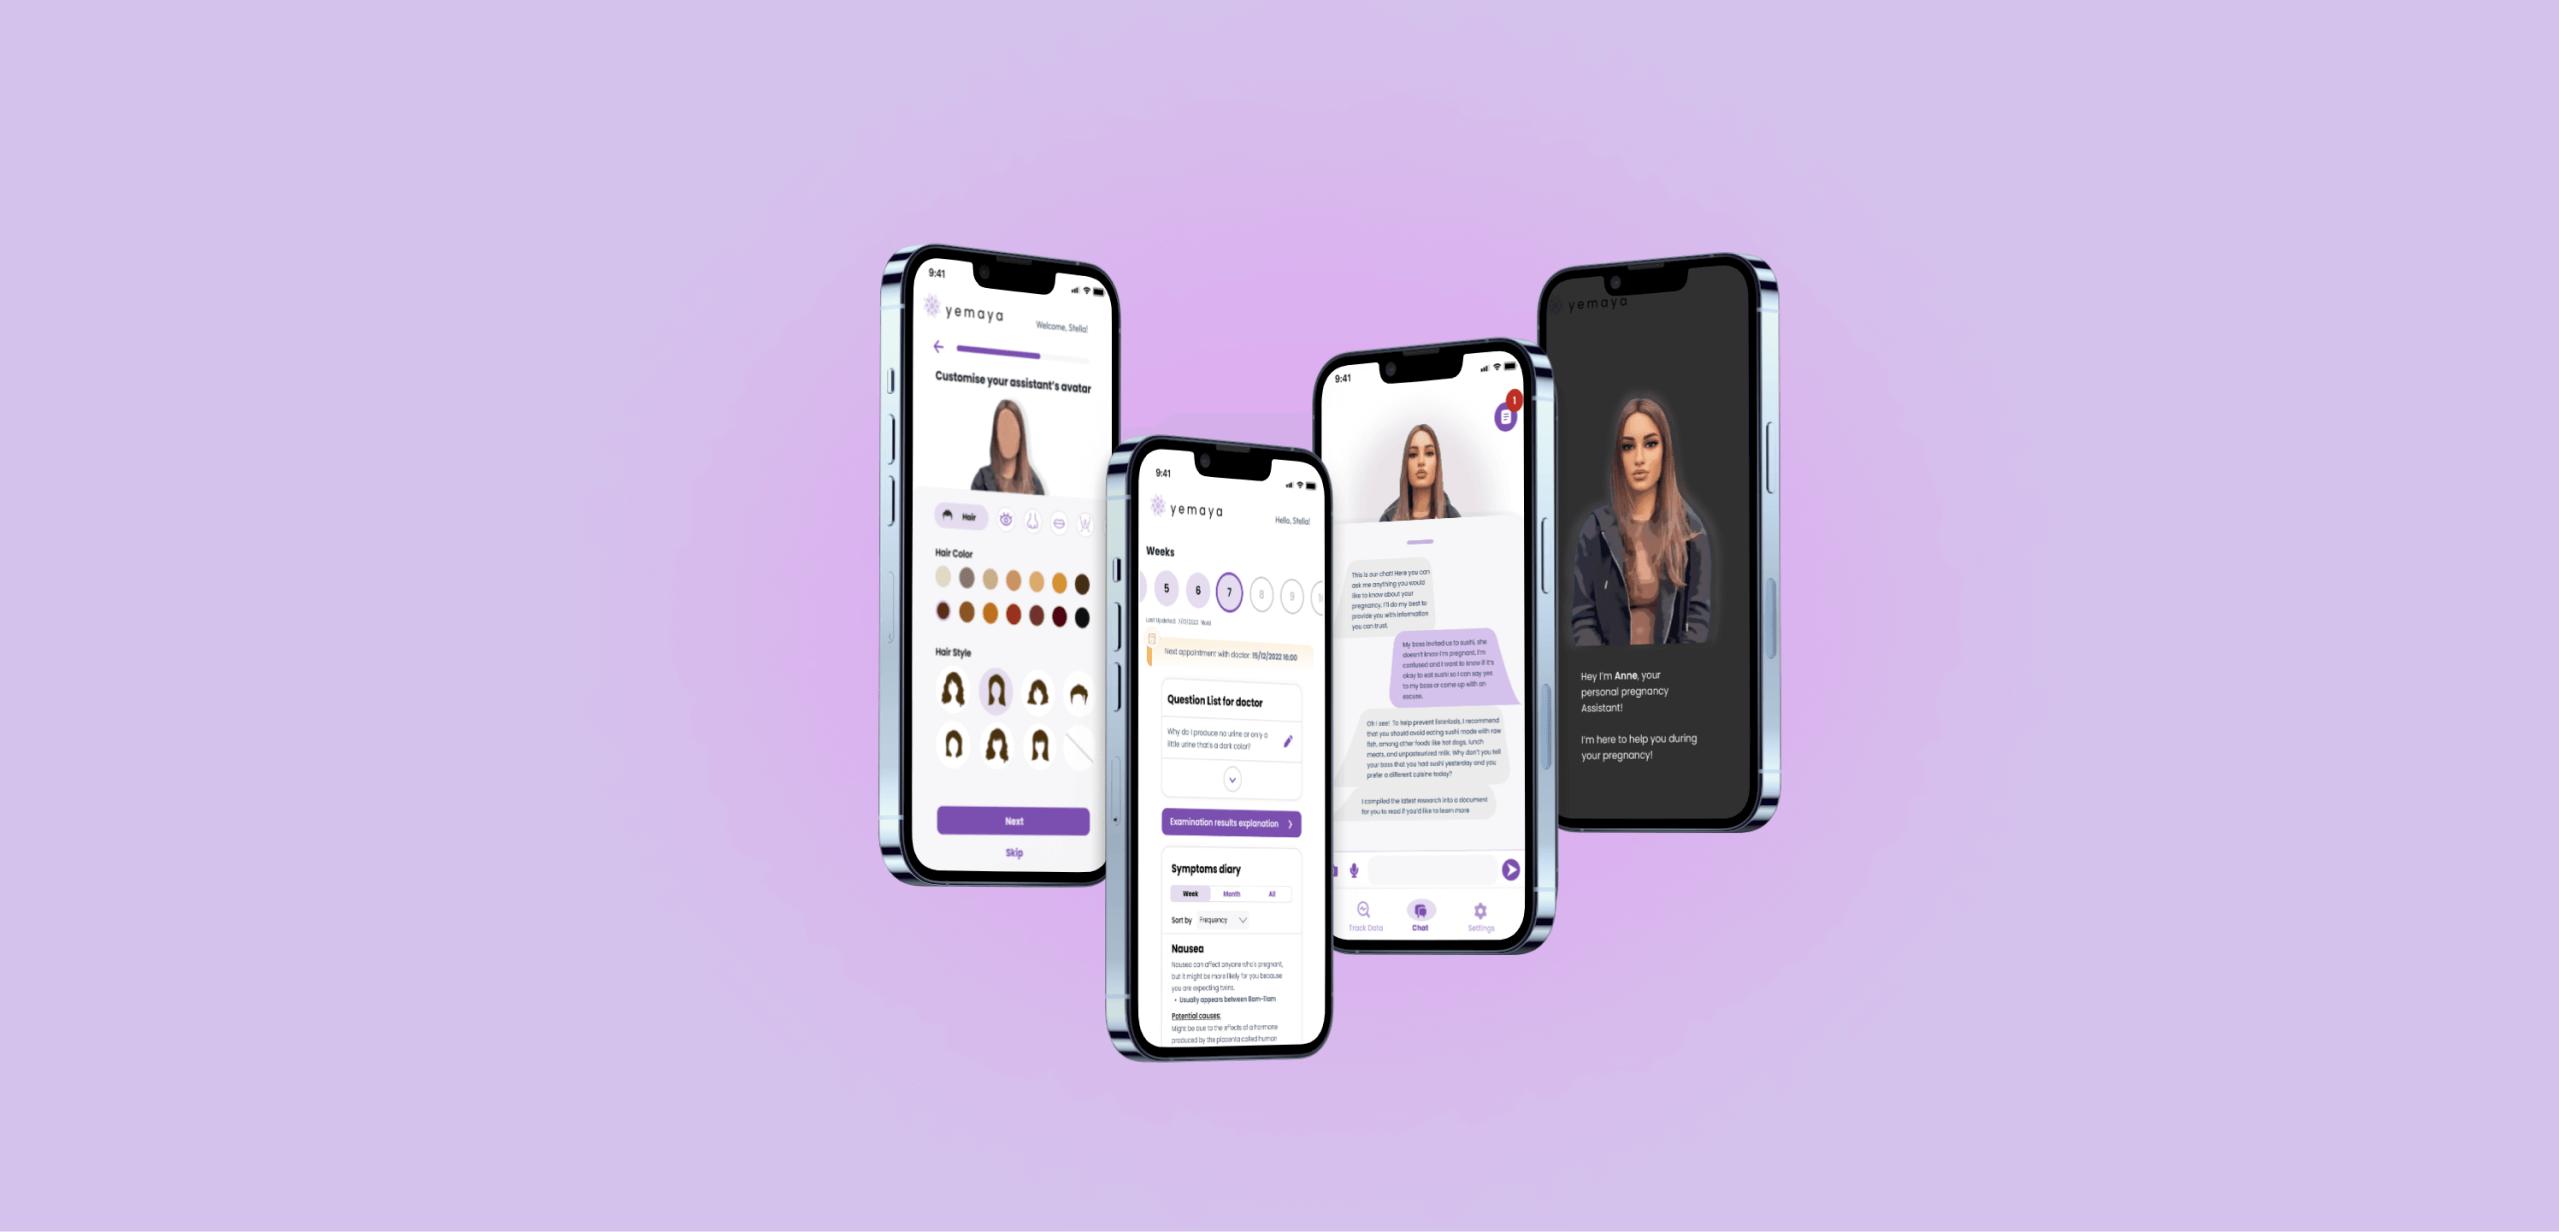 9:41
yemaya
Welcome, Stella!
Customise your assistant's avatar
Hair
Hair Color
Hair Style
Next
Skip
9:41
yemaya
Hello, Stella!
Weeks
5 6 7 8 9
Last Updated: 7/12/2022
Next appointment with doctor: 15/12/2022 16:00
Question List for doctor
Why do I produce no urine or only a
little urine that's a dark color?
Examination results explanation
Symptoms diary
Week Month All
Sort by Frequency
Nausea
Nausea can affect anyone who's pregnant,
but it might be more likely for you because
you are expecting twins.
• Usually appears between 8am-11am
Potential causes:
Might be due to the effects of a hormone
produced by the placenta called human
9:41
1
This is our chat! Here you can
ask me anything you would
like to know about your
pregnancy. I'll do my best to
provide you with information
you can trust.
My boss invited us to sushi, she
doesn't know I'm pregnant, I'm
confused and I want to know if it's
okay to eat sushi so I can say yes
to my boss or come up with an
excuse.
Oh I see! To help prevent listeriosis, I recommend
that you should avoid eating sushi made with raw
fish, among other foods like hot dogs, lunch
meats, and unpasteurized milk. Why don't you tell
your boss that you had sushi yesterday and you
prefer a different cuisine today?
I compiled the latest research into a document
for you to read if you'd like to learn more
Track Data
Chat
Settings
yemaya
Hey I'm Anne, your
personal pregnancy
Assistant!
I'm here to help you during
your pregnancy!